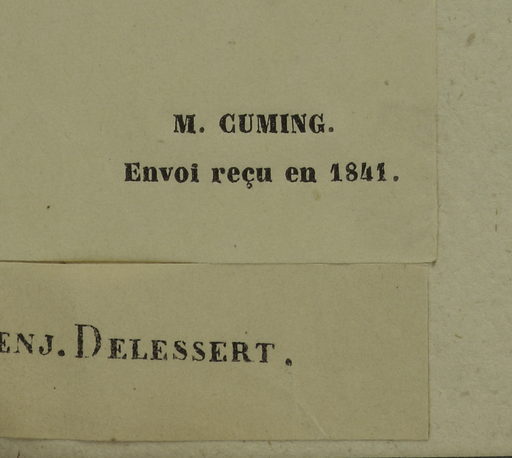 M. CUMING.
Envoi reçu en 1841.
ENJ. DELESSERT.